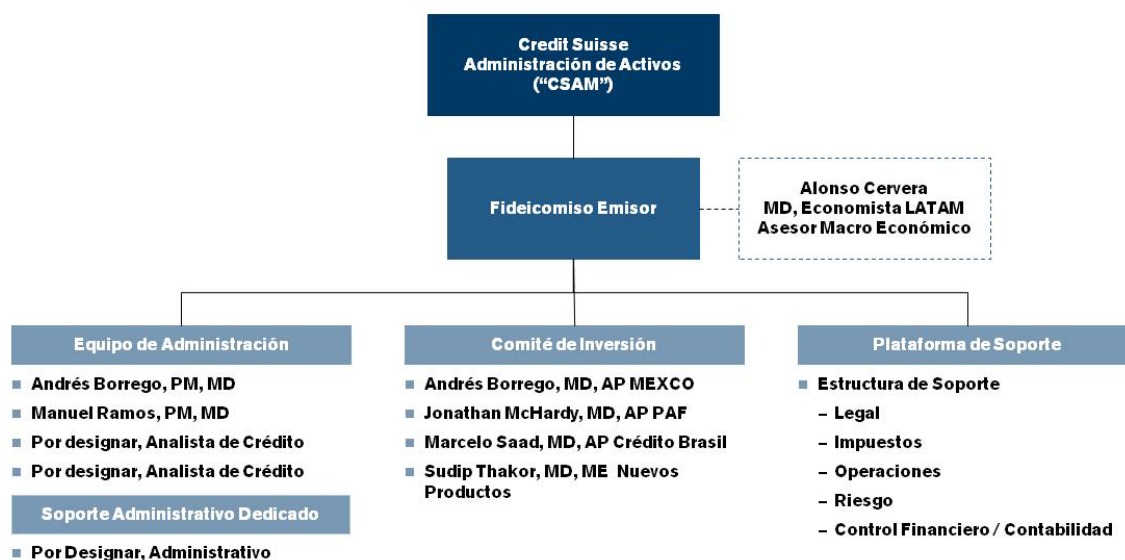 Credit Suisse
Administración de Activos
(“CSAM”)
Fideicomiso Emisor
Alonso Cervera
MD, Economista LATAM
Asesor Macro Económico
Equipo de Administración
Andrés Borrego, PM, MD
Manuel Ramos, PM, MD
Por designar, Analista de Crédito
Por designar, Analista de Crédito
Soporte Administrativo Dedicado
Por Designar, Administrativo
Comité de Inversión
Andrés Borrego, MD, AP MEXCO
Jonathan McHardy, MD, AP PAF
Marcelo Saad, MD, AP Crédito Brasil
Sudip Thakor, MD, ME Nuevos
Productos
Plataforma de Soporte
Estructura de Soporte
– Legal
– Impuestos
– Operaciones
– Riesgo
– Control Financiero / Contabilidad